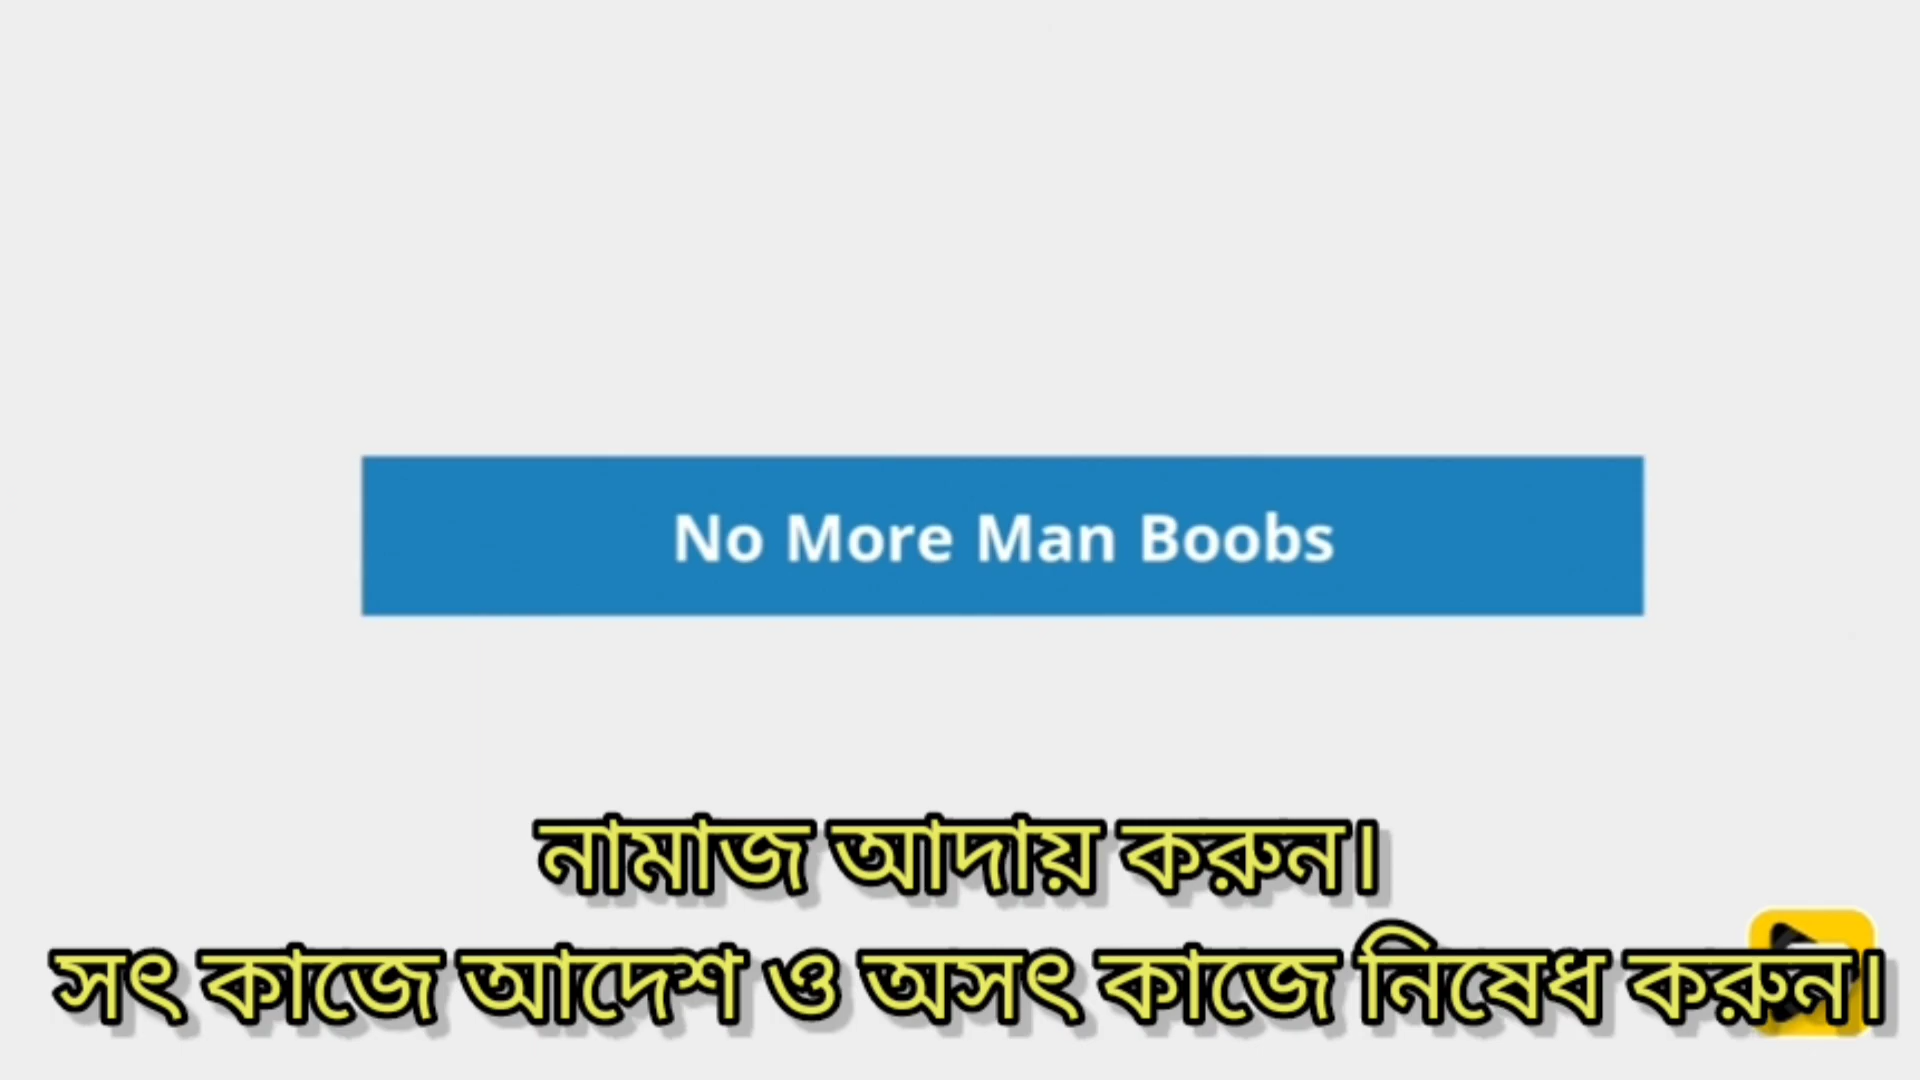 No More Man Boobs
নামাজ আদায় করুন।
সৎ কাজে আদেশ ও অসৎ কাজে নিষেধ করুন।